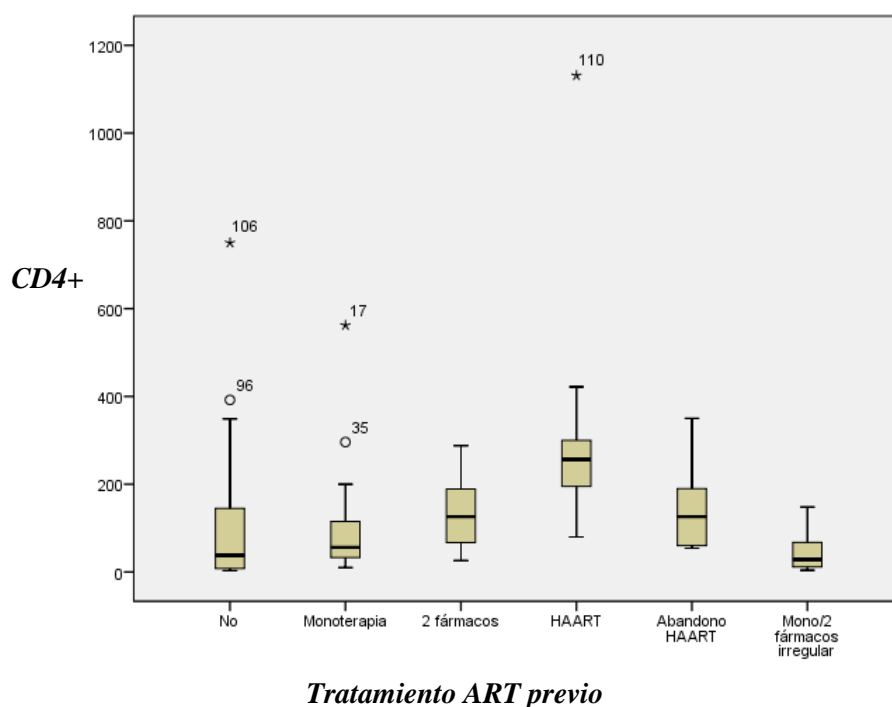 1200
110
1000
800
106
CD4+
600
17
400
96
35
200
0
No
Monoterapia
2 fármacos
HAART
Abandono
HAART
Mono/2
fármacos
irregular
Tratamiento ART previo